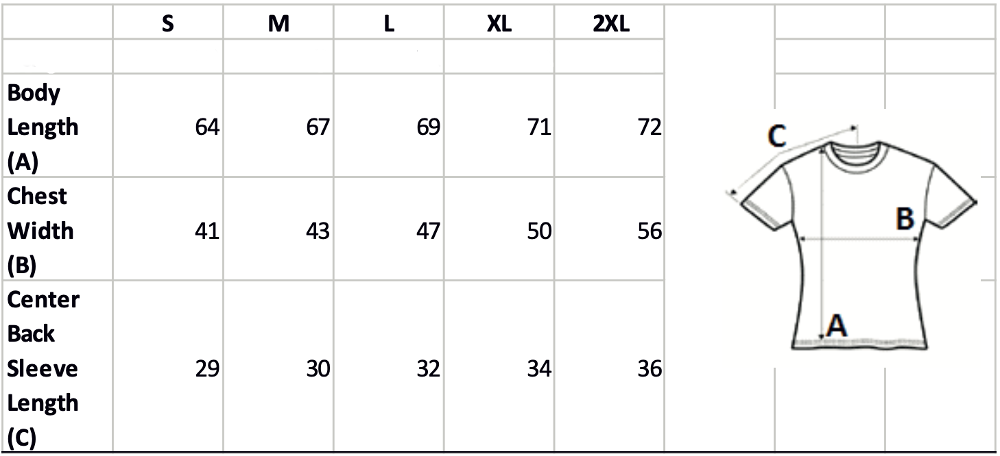 S M L XL 2XL
Body
Length 64 67 69 71 72
(A)
Chest
Width 41 43 47 50 56
(B)
Center
Back
Sleeve 29 30 32 34 36
Length
(C)
C
B
A